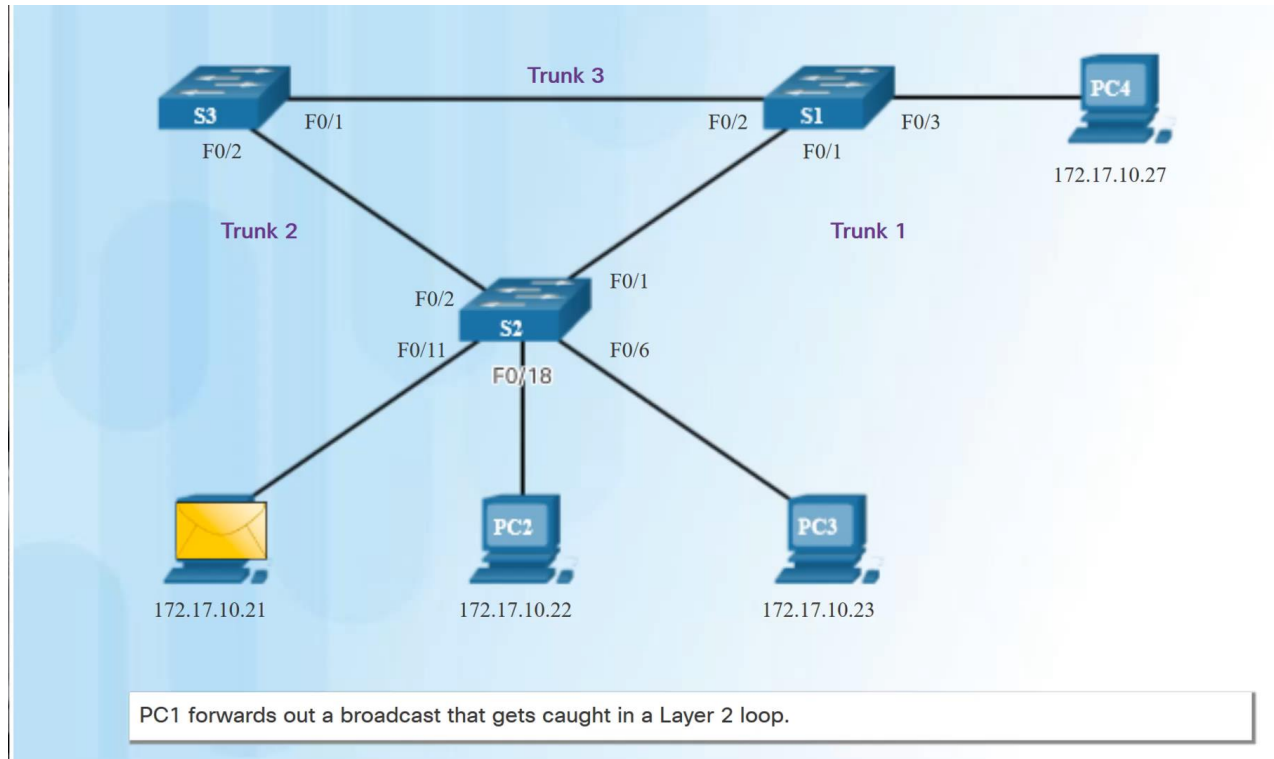 Trunk 3
S3
F0/1
F0/2
S1
F0/3
PC4
F0/2
F0/1
172.17.10.27
Trunk 2
Trunk 1
F0/2
F0/1
S2
F0/11
F0/6
F0/18
PC2
PC3
172.17.10.21
172.17.10.22
172.17.10.23
PC1 forwards out a broadcast that gets caught in a Layer 2 loop.